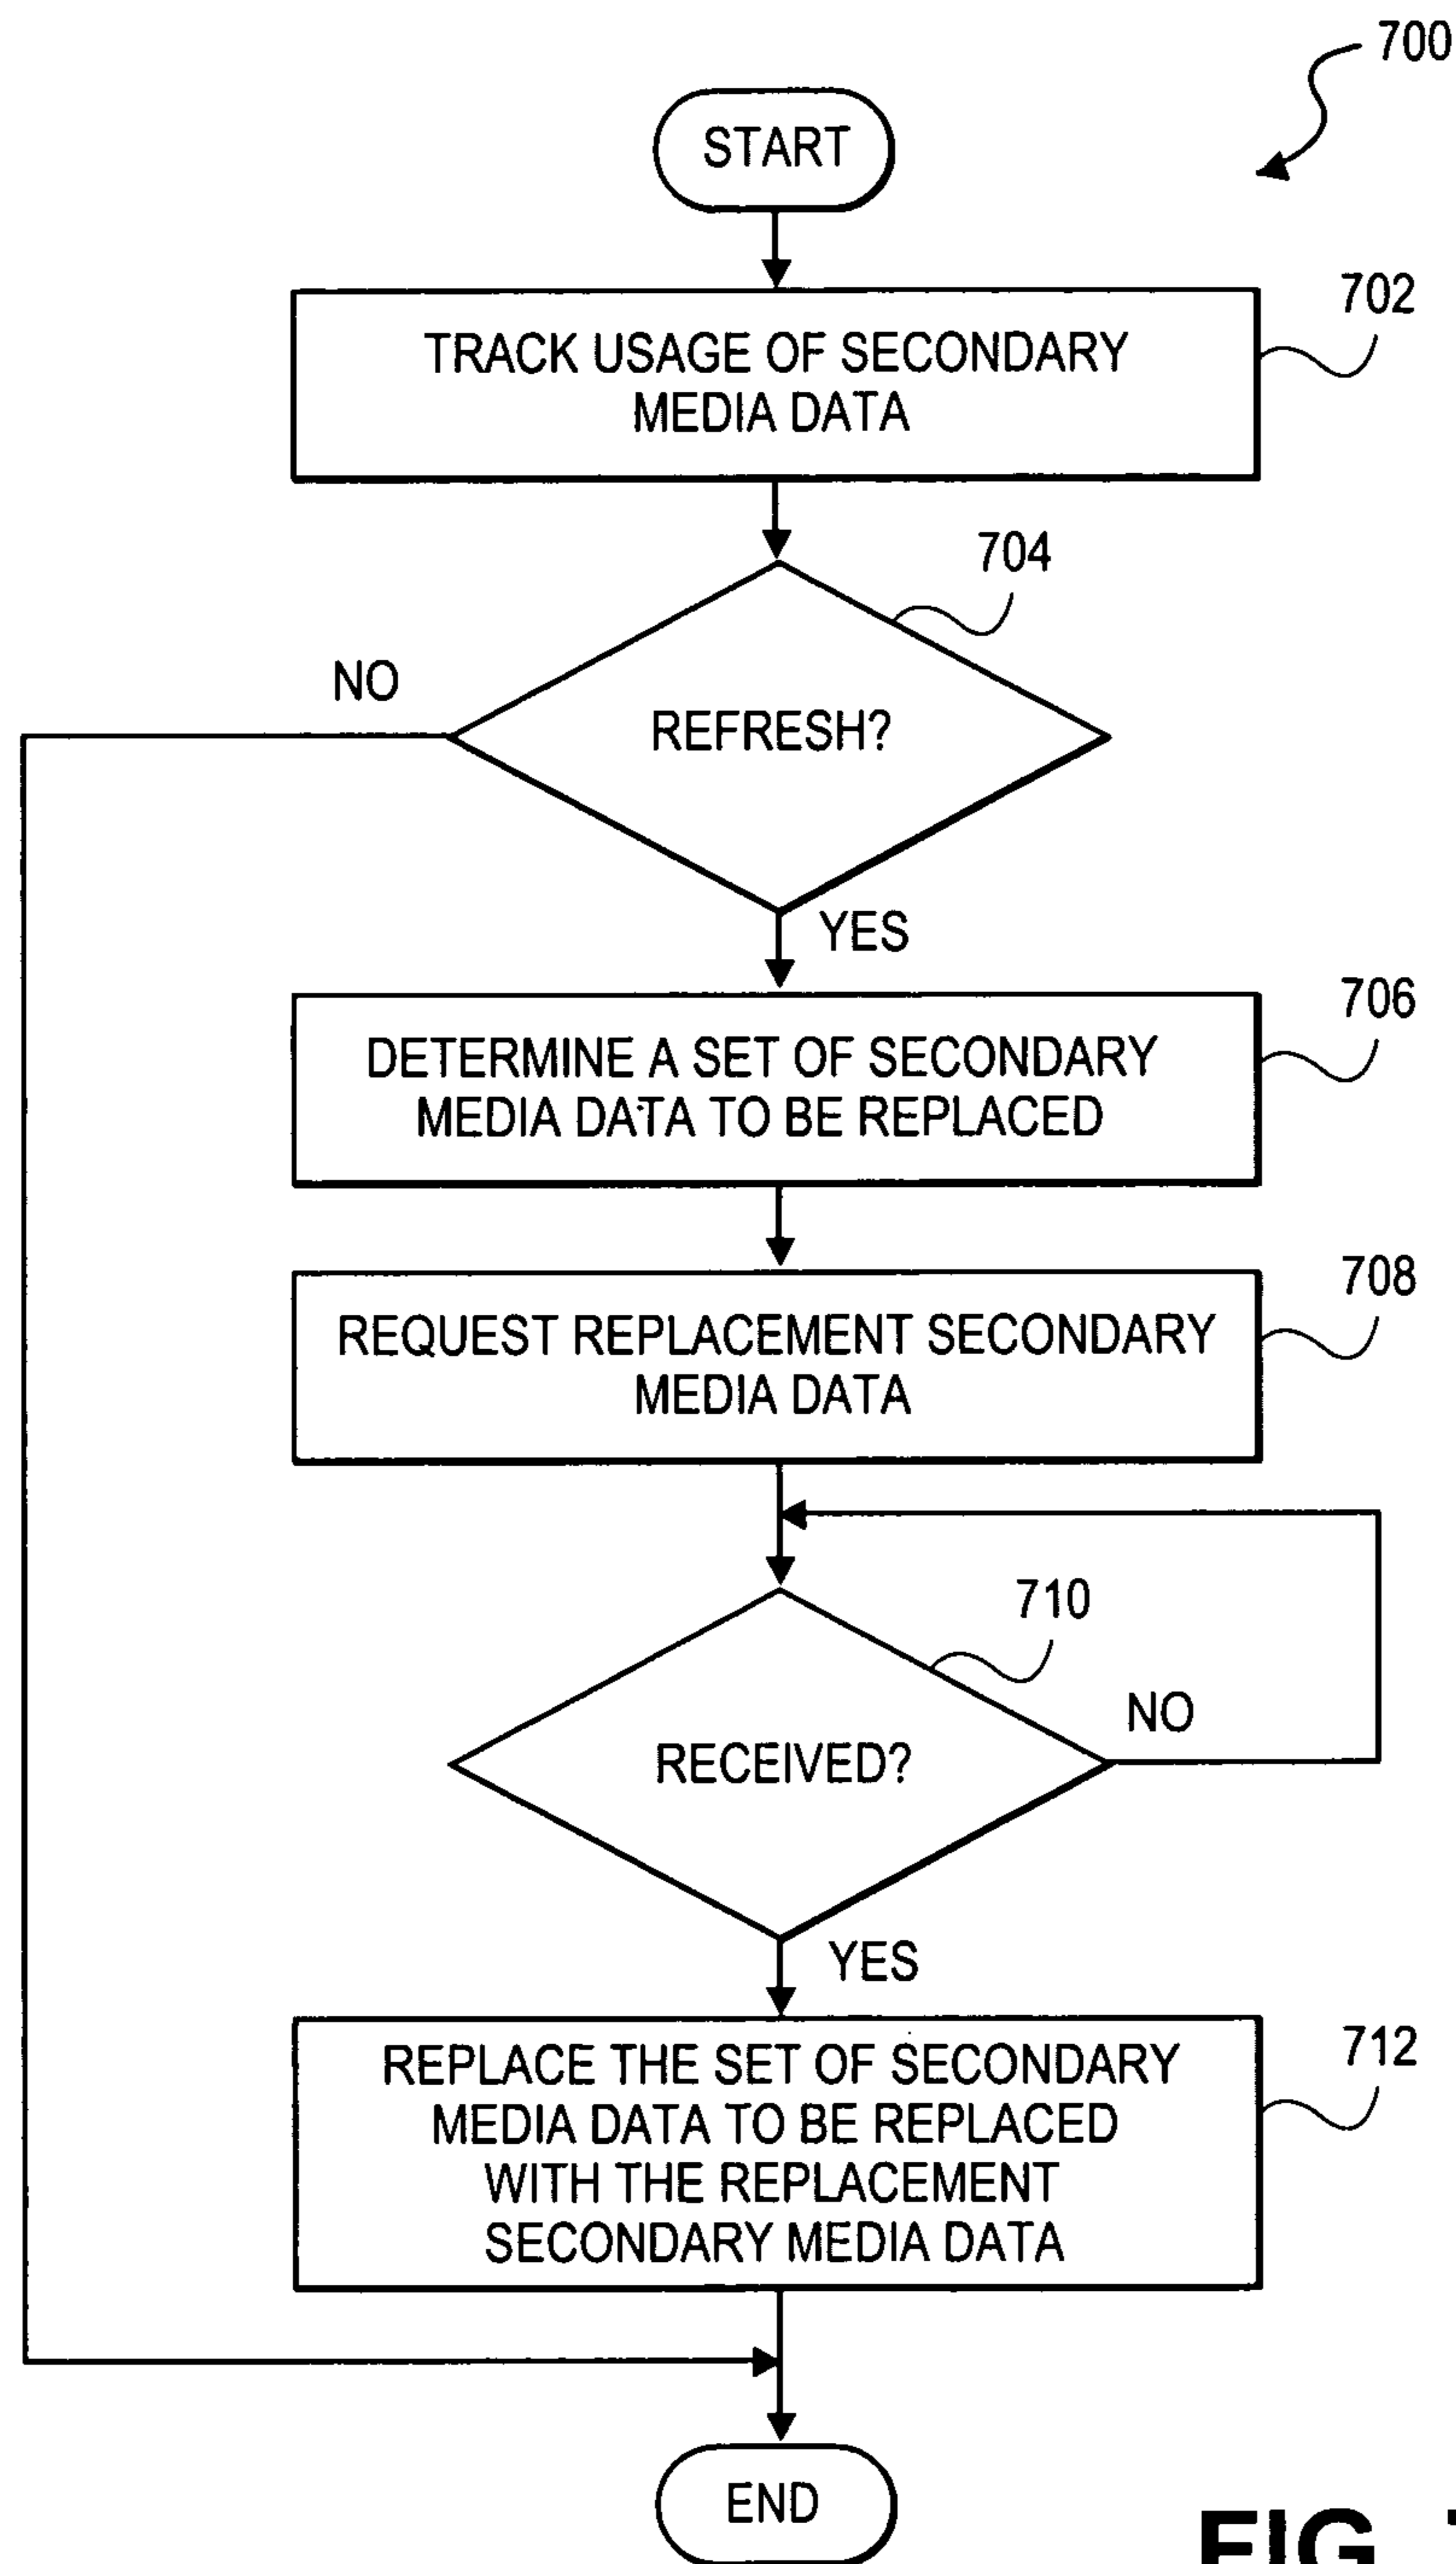 700
START
702
TRACK USAGE OF SECONDARY
MEDIA DATA
704
NO
REFRESH?
YES
706
DETERMINE A SET OF SECONDARY
MEDIA DATA TO BE REPLACED
708
REQUEST REPLACEMENT SECONDARY
MEDIA DATA
710
NO
RECEIVED?
YES
712
REPLACE THE SET OF SECONDARY
MEDIA DATA TO BE REPLACED
WITH THE REPLACEMENT
SECONDARY MEDIA DATA
END
FIG.